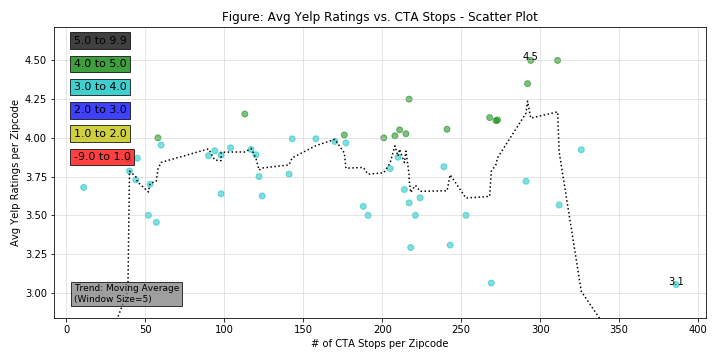 Figure: Avg Yelp Ratings vs. CTA Stops - Scatter Plot
5.0 to 9.9
4.0 to 5.0
3.0 to 4.0
2.0 to 3.0
1.0 to 2.0
-9.0 to 1.0
4.5
3.1
Trend: Moving Average
(Window Size=5)
Avg Yelp Ratings per Zipcode
4.50
4.25
4.00
3.75
3.50
3.25
3.00
0 50 100 150 200 250 300 350 400
# of CTA Stops per Zipcode